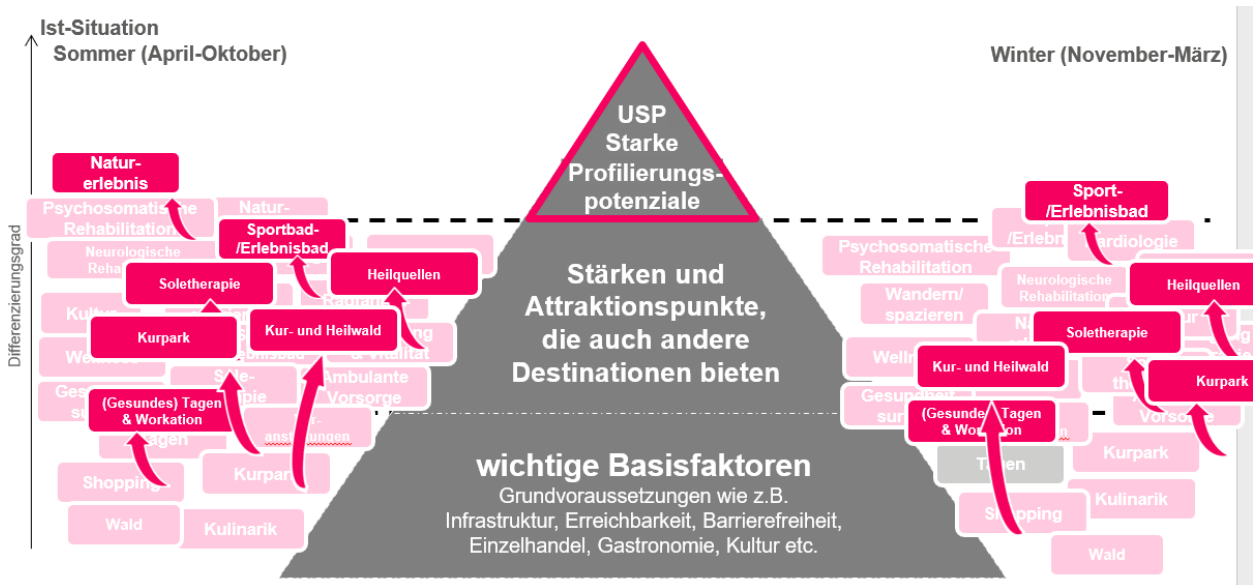 Ist-Situation
Sommer (April-Oktober)
Winter (November-März)
Differenzierungsgrad
USP
Starke
Profilierungs-
potenziale
Stärken und
Attraktionspunkte,
die auch andere
Destinationen bieten
wichtige Basisfaktoren
Grundvoraussetzungen wie z.B.
Infrastruktur, Erreichbarkeit, Barrierefreiheit,
Einzelhandel, Gastronomie, Kultur etc.
Natur-
erlebnis
Psychosomatische
Rehabilitation
Natur-
Sportbad-
/Erlebnisbad
Neurologische
Heilquellen
Soletherapie
Kurpark
Kur- und Heilwald
& Vitalität
Ambulante
Vorsorge
(Gesundes) Tagen
& Workation
Shopping
Kurpark
Wald
Kulinarik
Sport-
/Erlebnisbad
Kardiologie
Psychosomatische
Rehabilitation
Neurologische
Rehabilitation
Heilquellen
Wandern/
spazieren
Soletherapie
Kur- und Heilwald
Kurpark
(Gesundes) Tagen
& Workation
Vorsorge
Tagen
Kurpark
Shopping
Kulinarik
Wald